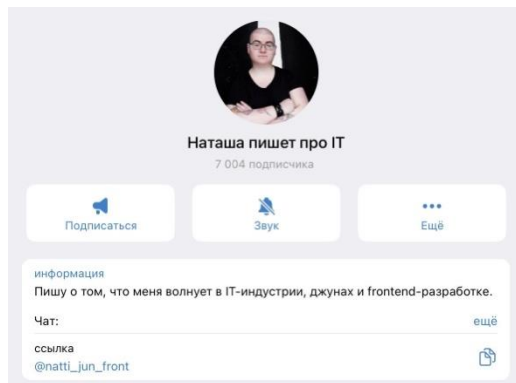 Наташа пишет про IT
7 004 подписчика
Подписаться
Звук
Ещё
информация
Пишу о том, что меня волнует в IT-индустрии, джунах и frontend-разработке.
Чат: ещё
ссылка
@natti_jun_front